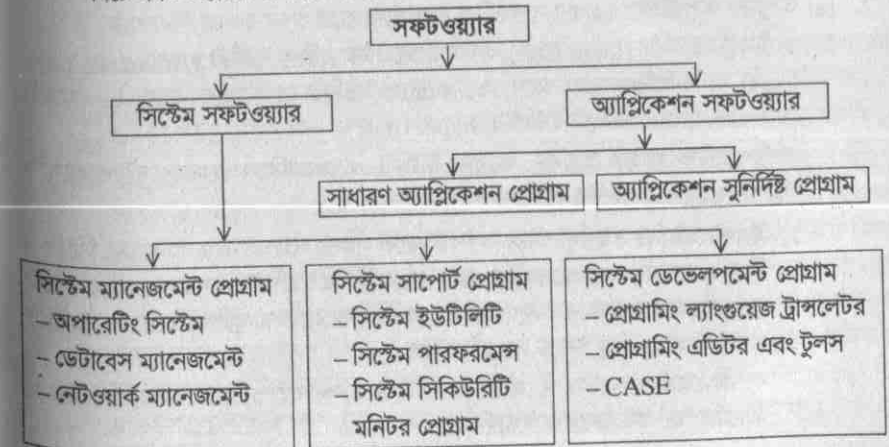 সফটওয়্যার
সিস্টেম সফটওয়্যার
অ্যাপ্লিকেশন সফটওয়্যার
সাধারণ অ্যাপ্লিকেশন প্রোগ্রাম
অ্যাপ্লিকেশন সুনির্দিষ্ট প্রোগ্রাম
সিস্টেম ম্যানেজমেন্ট প্রোগ্রাম
– অপারেটিং সিস্টেম
– ডেটাবেস ম্যানেজমেন্ট
– নেটওয়ার্ক ম্যানেজমেন্ট
সিস্টেম সাপোর্ট প্রোগ্রাম
– সিস্টেম ইউটিলিটি
– সিস্টেম পারফরমেন্স
– সিস্টেম সিকিউরিটি
মনিটর প্রোগ্রাম
সিস্টেম ডেভেলপমেন্ট প্রোগ্রাম
– প্রোগ্রামিং ল্যাংগুয়েজ ট্রান্সলেটর
– প্রোগ্রামিং এডিটর এবং টুলস
– CASE